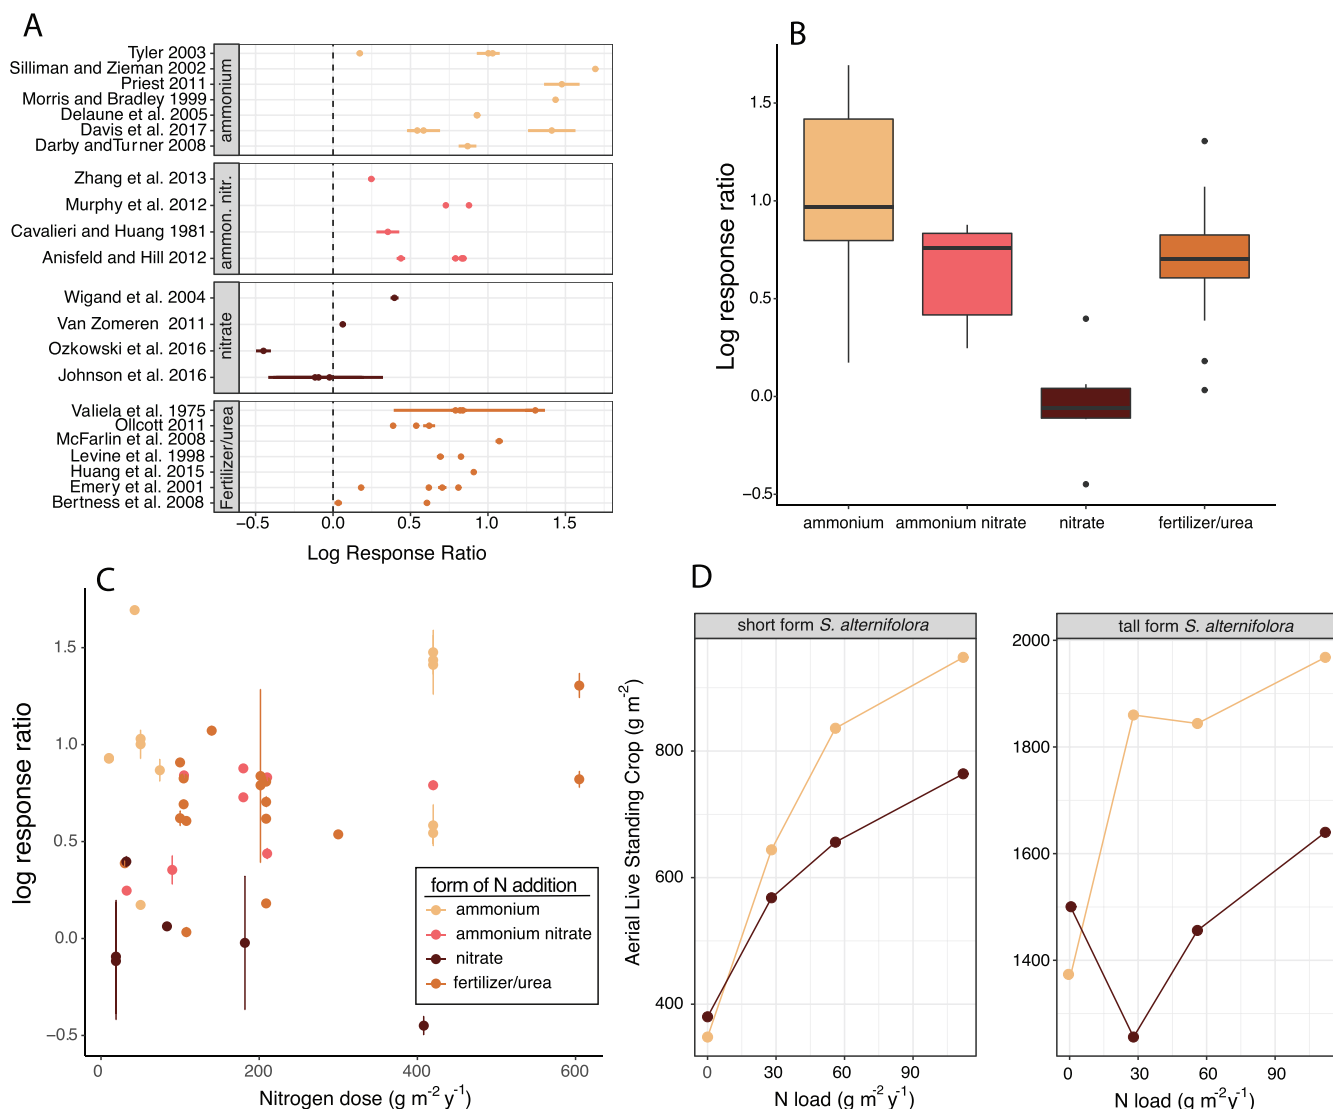 A
Tyler 2003
Silliman and Zieman 2002
Priest 2011
Morris and Bradley 1999
Delaune et al. 2005
Davis et al. 2017
Darby andTurner 2008
ammonium
Zhang et al. 2013
Murphy et al. 2012
Cavalieri and Huang 1981
Anisfeld and Hill 2012
ammon. nitr.
Wigand et al. 2004
Van Zomeren 2011
Ozkowski et al. 2016
Johnson et al. 2016
nitrate
Valiela et al. 1975
Ollcott 2011
McFarlin et al. 2008
Levine et al. 1998
Huang et al. 2015
Emery et al. 2001
Bertness et al. 2008
Fertilizer/urea
−0.5 0.0 0.5 1.0 1.5
Log Response Ratio
B
Log response ratio
1.5
1.0
0.5
0.0
−0.5
ammonium ammonium nitrate nitrate fertilizer/urea
C
log response ratio
1.5
1.0
0.5
0.0
−0.5
form of N addition
ammonium
ammonium nitrate
nitrate
fertilizer/urea
0 200 400 600
Nitrogen dose (g m-2 y-1)
D
short form S. alternifolora
Aerial Live Standing Crop (g m-2)
800
600
400
0 30 60 90
N load (g m-2 y-1)
tall form S. alternifolora
2000
1800
1600
1400
0 30 60 90
N load (g m-2 y-1)